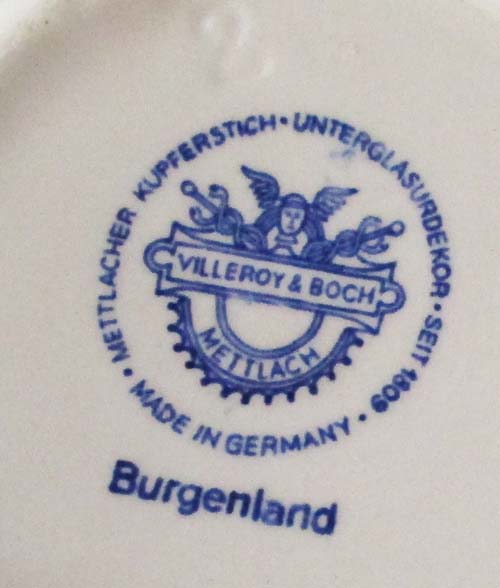 METTLACHER KUPFERSTICH · UNTERGLASURDEKOR · SEIT 1809 · MADE IN GERMANY ·
VILLEROY & BOCH
METTLACH
Burgenland